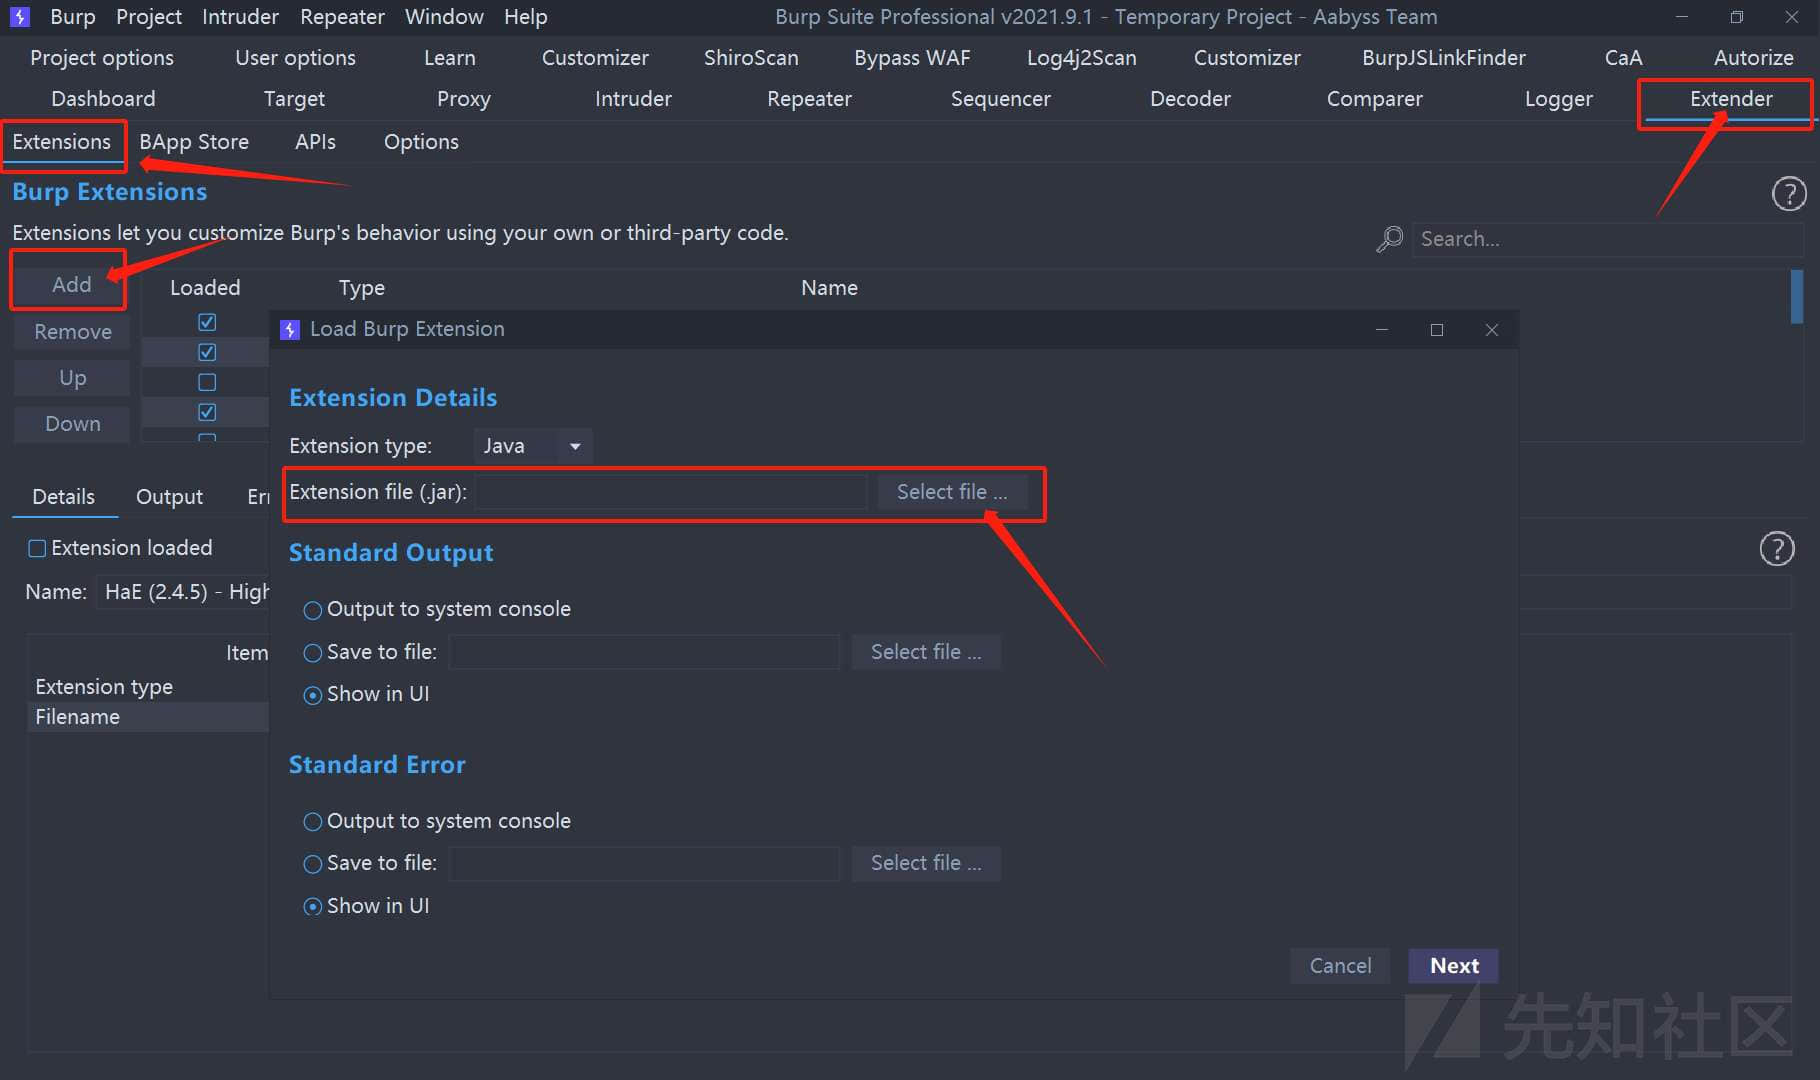 Burp Project Intruder Repeater Window Help Burp Suite Professional v2021.9.1 - Temporary Project - Aabyss Team
Project options User options Learn Customizer ShiroScan Bypass WAF Log4j2Scan Customizer BurpJSLinkFinder CaA Autorize
Dashboard Target Proxy Intruder Repeater Sequencer Decoder Comparer Logger Extender
Extensions BApp Store APIs Options
Burp Extensions
?
Extensions let you customize Burp's behavior using your own or third-party code.
Search...
Add Loaded Type Name
Remove
Up
Down
Load Burp Extension
Extension Details
Extension type: Java
Extension file (.jar): Select file ...
Standard Output
Output to system console
Save to file: Select file ...
Show in UI
Standard Error
Output to system console
Save to file: Select file ...
Show in UI
Cancel Next
Details Output Err
Extension loaded
?
Name: HaE (2.4.5) - High
Item
Extension type
Filename
先知社区